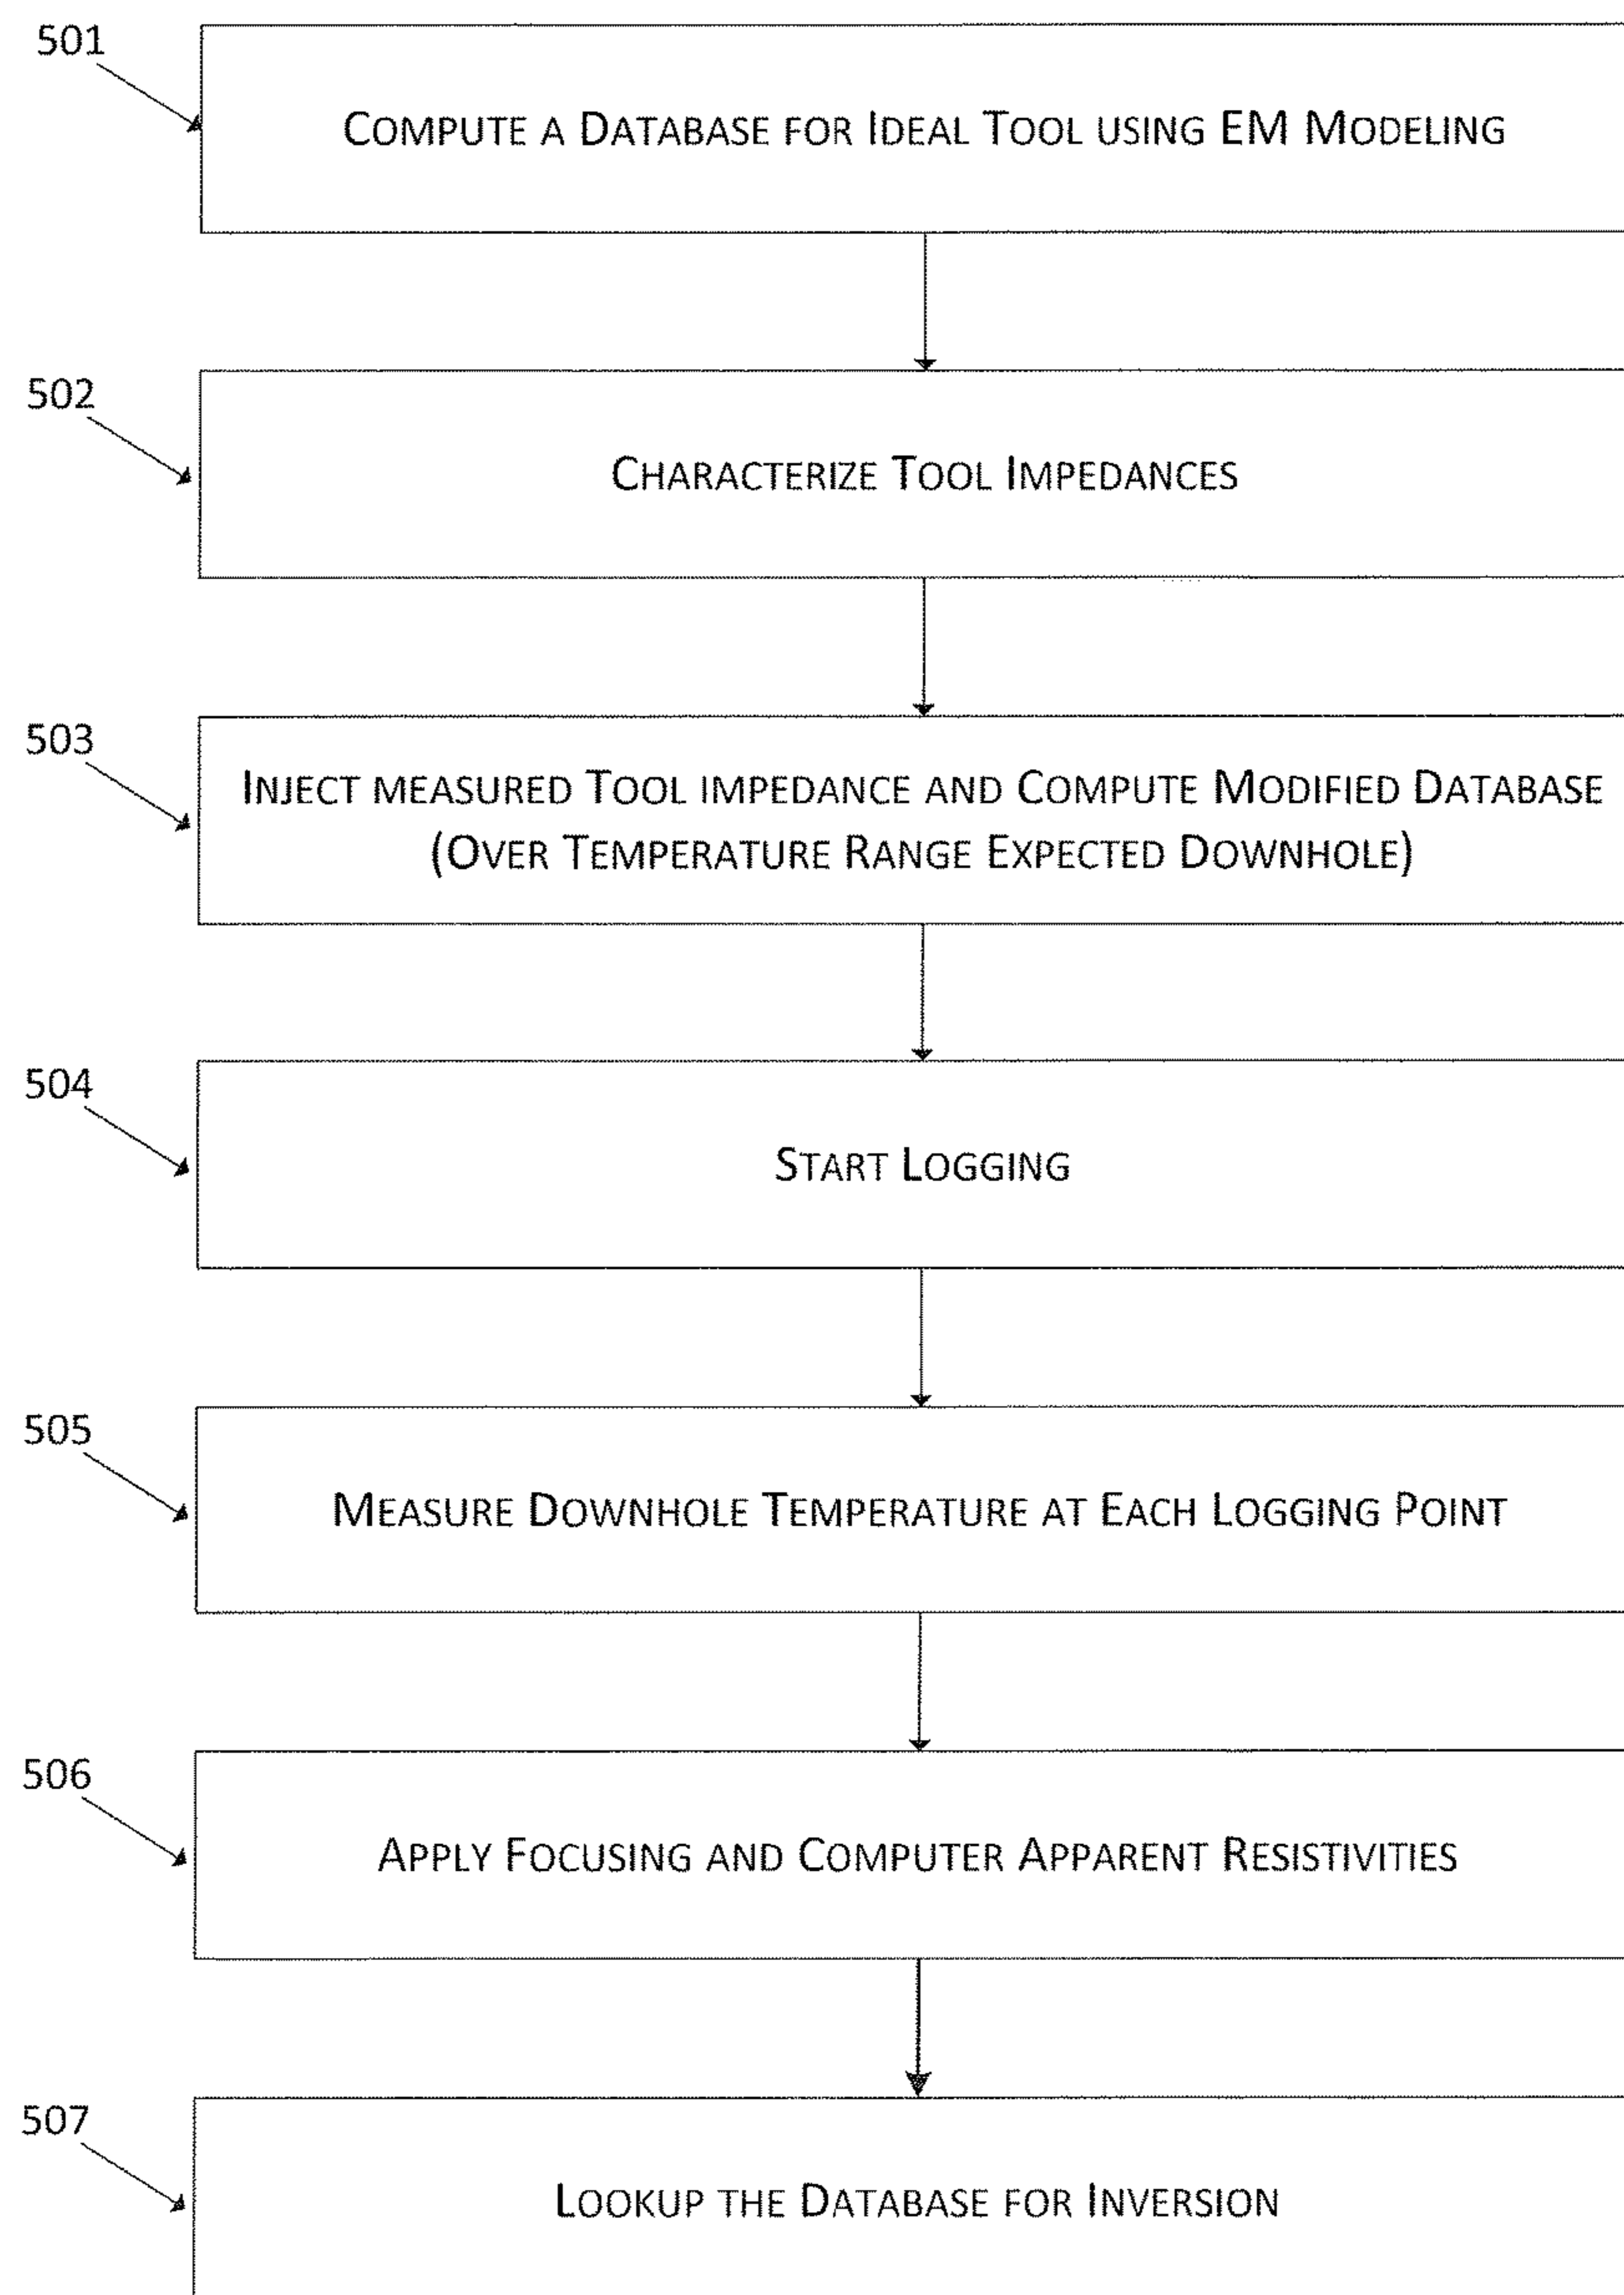 501
COMPUTE A DATABASE FOR IDEAL TOOL USING EM MODELING
502
CHARACTERIZE TOOL IMPEDANCES
503
INJECT MEASURED TOOL IMPEDANCE AND COMPUTE MODIFIED DATABASE
(OVER TEMPERATURE RANGE EXPECTED DOWNHOLE)
504
START LOGGING
505
MEASURE DOWNHOLE TEMPERATURE AT EACH LOGGING POINT
506
APPLY FOCUSING AND COMPUTER APPARENT RESISTIVITIES
507
LOOKUP THE DATABASE FOR INVERSION